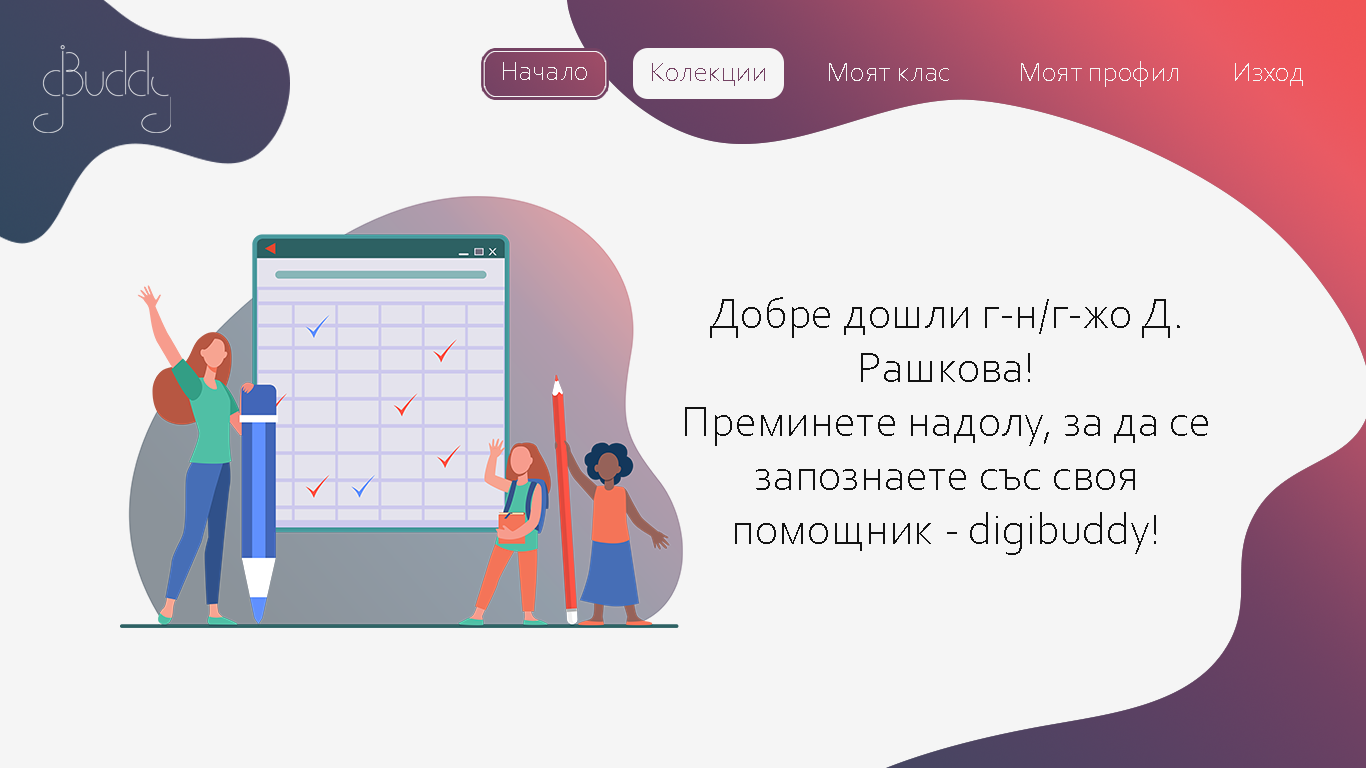 djBuddy
Начало Колекции Моят клас Моят профил Изход
Добре дошли г-н/г-жо Д.
Рашкова!
Преминете надолу, за да се
запознаете със своя
помощник - digibuddy!